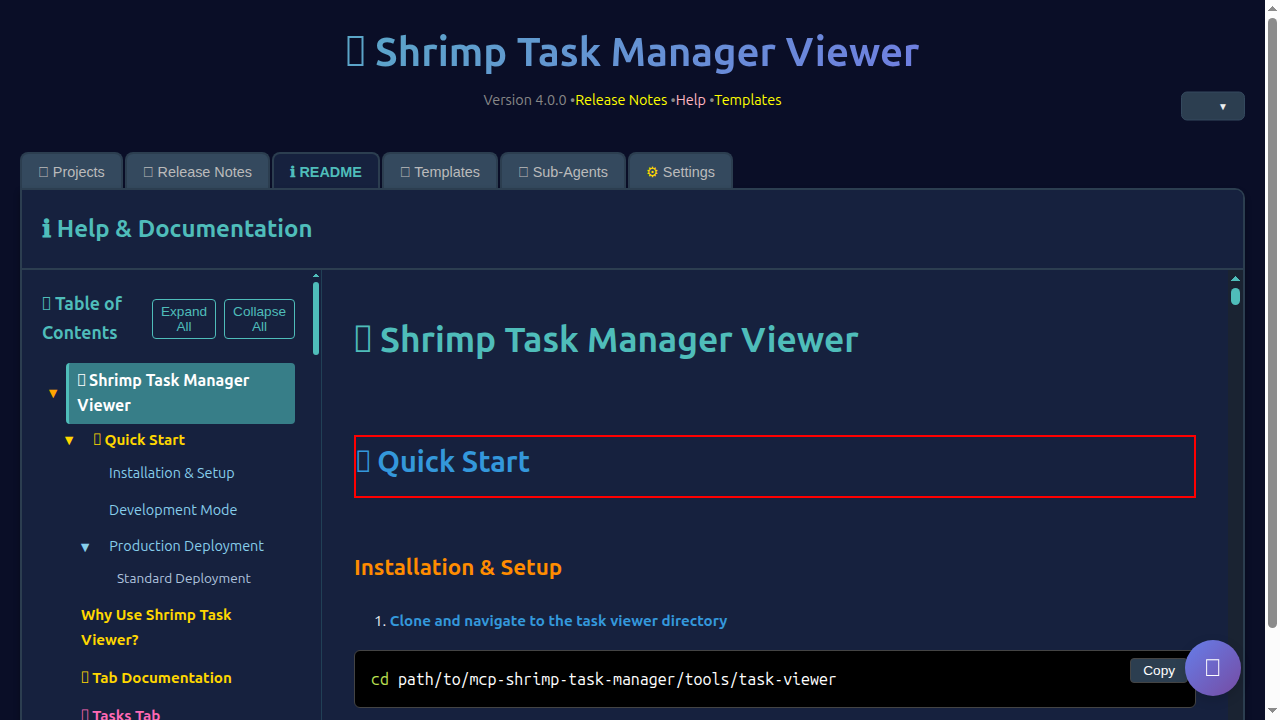 Shrimp Task Manager Viewer
Version 4.0.0 •Release Notes •Help •Templates
▼
Projects
Release Notes
ℹ README
Templates
Sub-Agents
⚙ Settings
ℹ Help & Documentation
Table of
Contents
Expand
All
Collapse
All
▼
Shrimp Task Manager
Viewer
▼ Quick Start
Installation & Setup
Development Mode
▼ Production Deployment
Standard Deployment
Why Use Shrimp Task
Viewer?
Tab Documentation
Tasks Tab
Shrimp Task Manager Viewer
Quick Start
Installation & Setup
1. Clone and navigate to the task viewer directory
Copy
cd path/to/mcp-shrimp-task-manager/tools/task-viewer